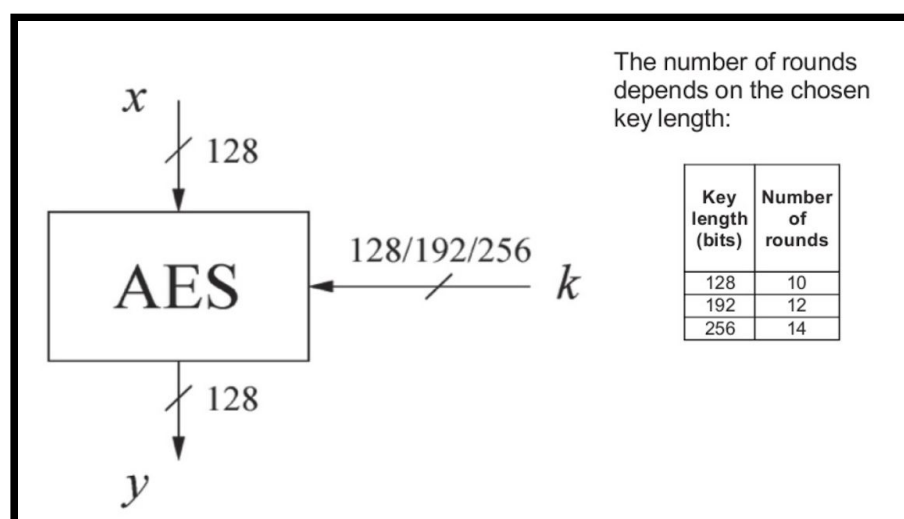 x
128
AES
128/192/256
k
128
y
The number of rounds
depends on the chosen
key length:
Key length (bits) Number of rounds
128 10
192 12
256 14